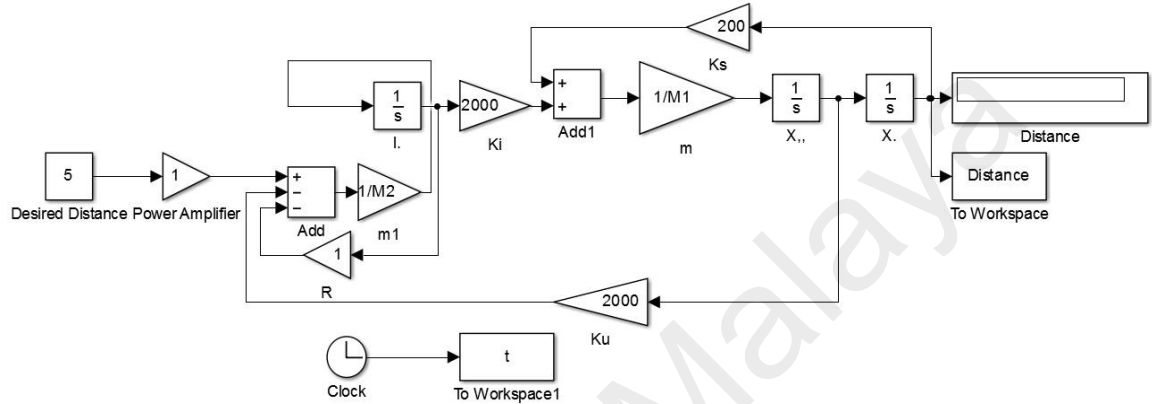 200
Ks
1
s
I.
2000
Ki
+
+
Add1
1/M1
m
1
s
X,,
1
s
X.
Distance
5
Desired Distance
1
Power Amplifier
+
−
−
Add
1/M2
m1
Distance
To Workspace
1
R
2000
Ku
Clock
t
To Workspace1
Malaya